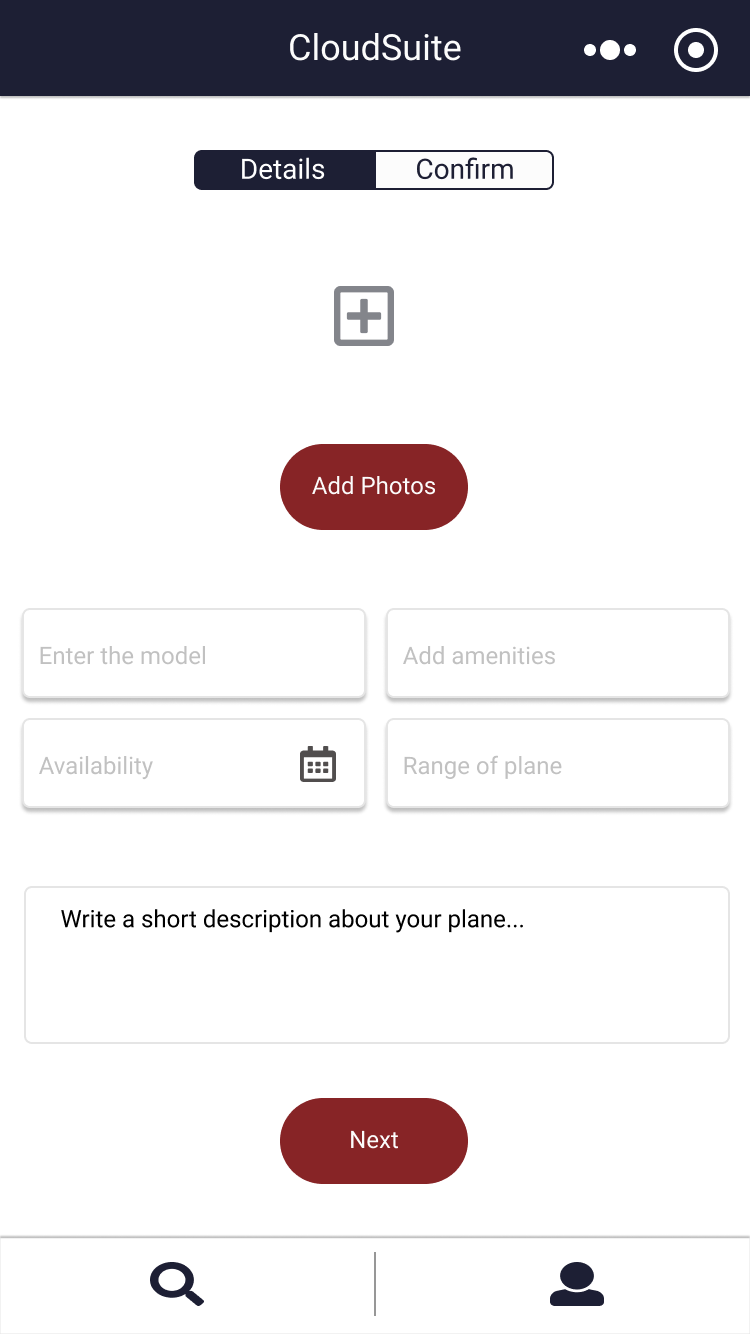 CloudSuite
Details
Confirm
Add Photos
Enter the model
Add amenities
Availability
Range of plane
Write a short description about your plane...
Next